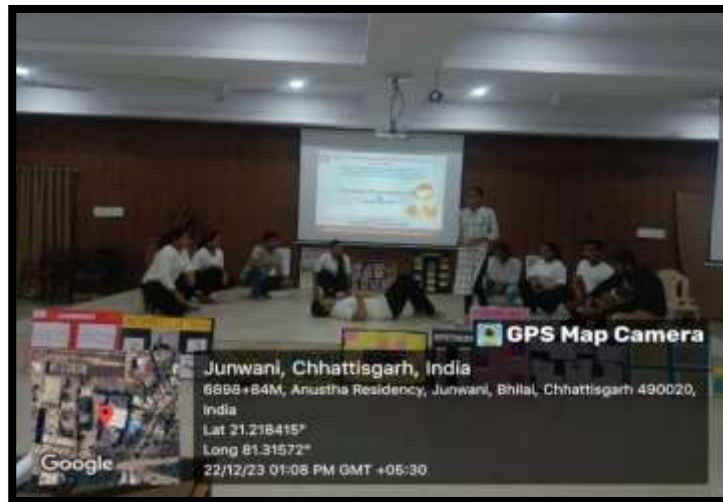 GPS Map Camera
Junwani, Chhattisgarh, India
6898+84M, Anustha Residency, Junwani, Bhilai, Chhattisgarh 490020,
India
Lat 21.218415°
Long 81.31572°
22/12/23 01:08 PM GMT +05:30
Google